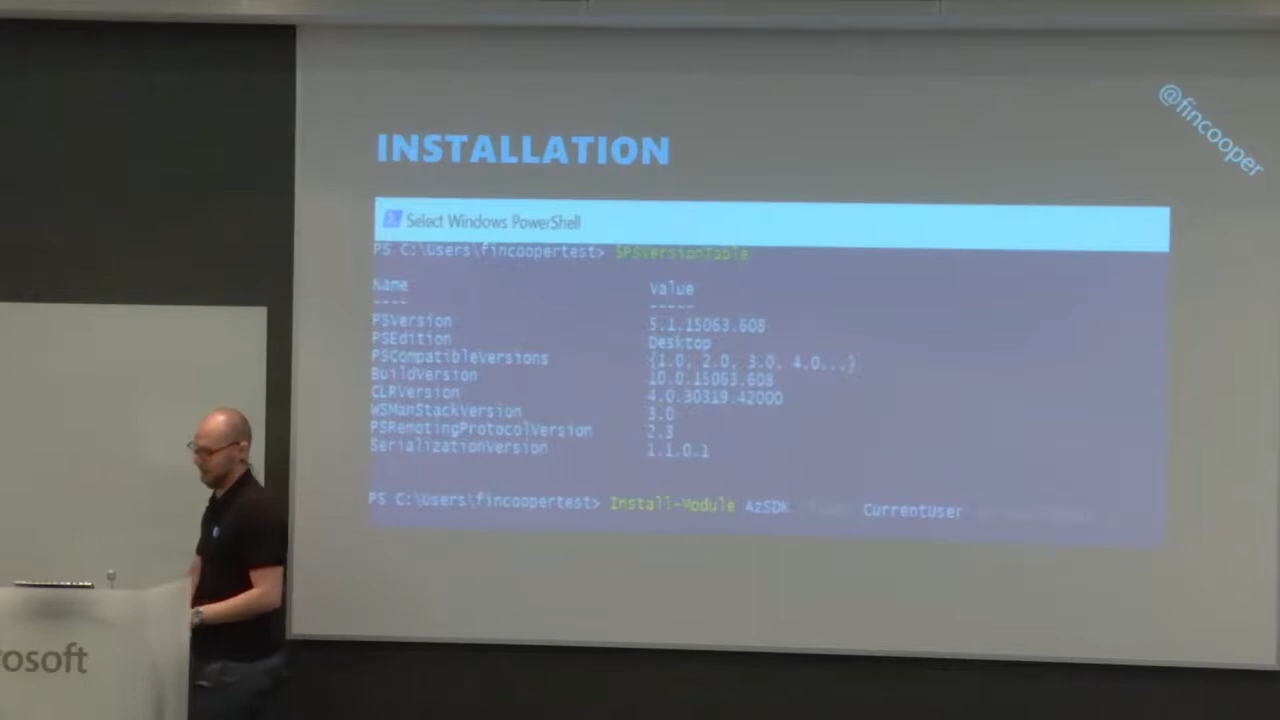 @fincooper
INSTALLATION
Select Windows PowerShell
PS C:\Users\fincoopertest> $PSVersionTable
Name Value
---- -----
PSVersion 5.1.15063.608
PSEdition Desktop
PSCompatibleVersions {1.0, 2.0, 3.0, 4.0...}
BuildVersion 10.0.15063.608
CLRVersion 4.0.30319.42000
WSManStackVersion 3.0
PSRemotingProtocolVersion 2.3
SerializationVersion 1.1.0.1
PS C:\Users\fincoopertest> Install-Module AzSDK CurrentUser
rosoft